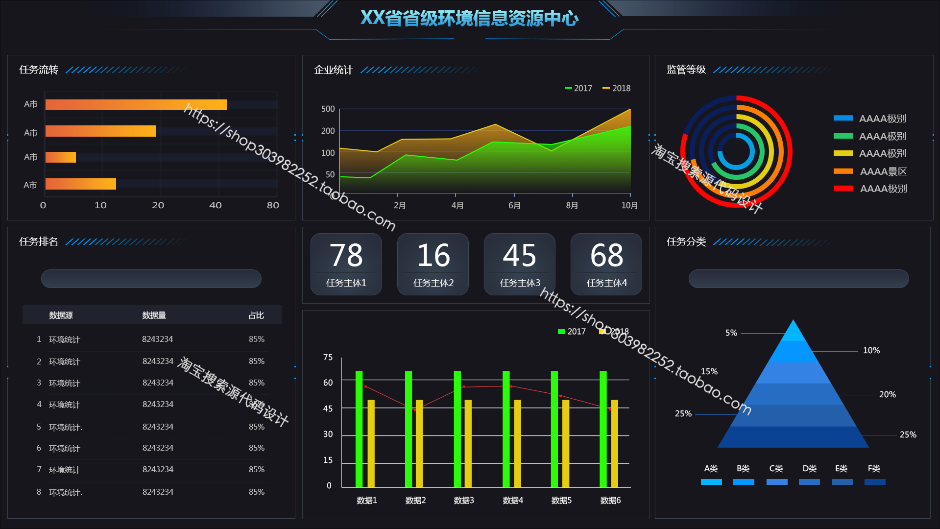 XX省省级环境信息资源中心
任务流转
A市
A市
A市
A市
0 10 20 40 80
企业统计
2017 2018
500
200
100
50
0
2月 4月 6月 8月 10月
监管等级
AAAA极别
AAAA极别
AAAA极别
AAAA景区
AAAA极别
https://shop303982252.taobao.com
淘宝搜索源代码设计
任务排名
数据源 数据量 占比
1 环境统计 8243234 85%
2 环境统计 8243234 85%
3 环境统计 8243234 85%
4 环境统计 8243234 85%
5 环境统计. 8243234 85%
6 环境统计. 8243234 85%
7 环境统计 8243234 85%
8 环境统计. 8243234 85%
淘宝搜索源代码设计
78 16 45 68
任务主体1 任务主体2 任务主体3 任务主体4
https://shop303982252.taobao.com
2017 2018
75
60
45
30
15
0
数据1 数据2 数据3 数据4 数据5 数据6
任务分类
5%
10%
15%
20%
25%
25%
A类 B类 C类 D类 E类 F类